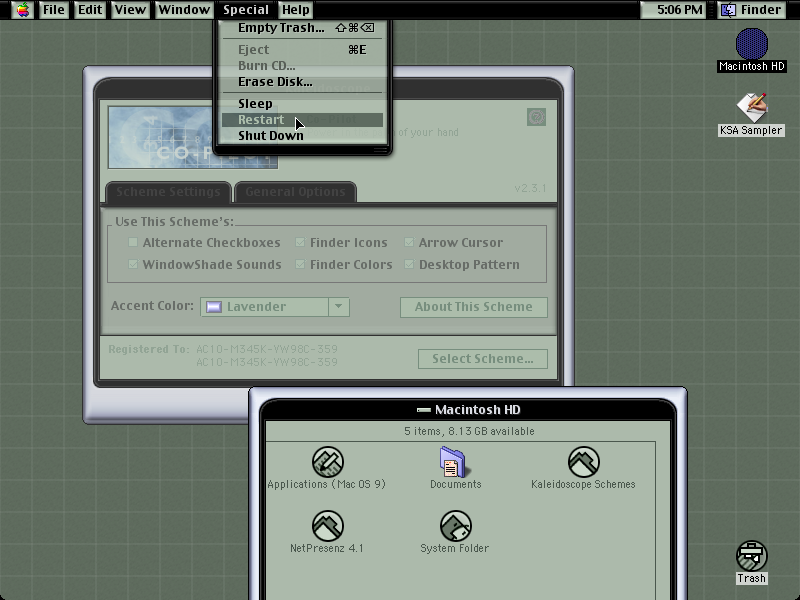 File Edit View Window Special Help 5:06 PM Finder
Empty Trash... ⇧⌘⌫
Eject ⌘E
Burn CD...
Erase Disk...
Sleep
Restart
Shut Down
Macintosh HD
KSA Sampler
of your hand
v2.3.1
Scheme Settings General Options
Use This Scheme's:
Alternate Checkboxes Finder Icons Arrow Cursor
WindowShade Sounds Finder Colors Desktop Pattern
Accent Color: Lavender About This Scheme
Registered To: AC10-M345K-YW98C-359
AC10-M345K-YW98C-359
Select Scheme...
Macintosh HD
5 items, 8.13 GB available
Applications (Mac OS 9) Documents Kaleidoscope Schemes
NetPresenz 4.1 System Folder
Trash